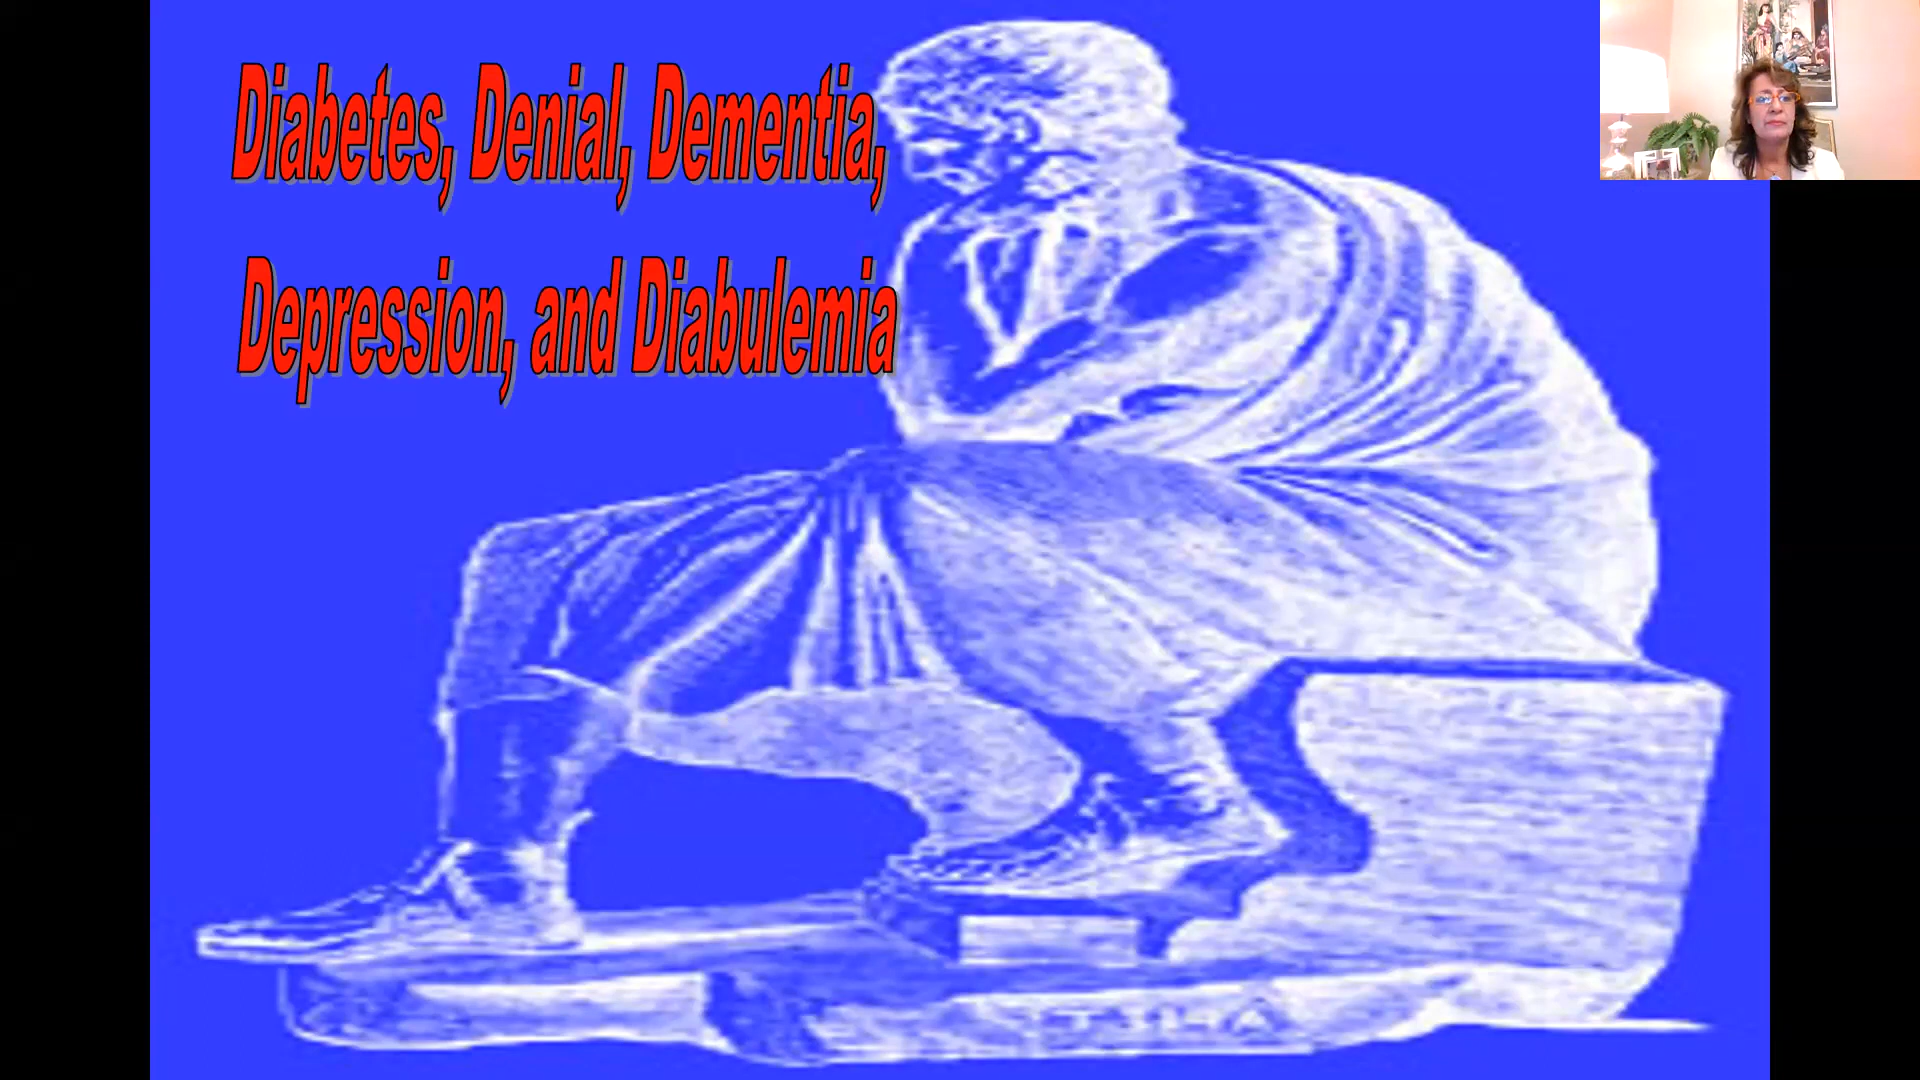 Diabetes, Denial, Dementia,
Depression, and Diabulemia